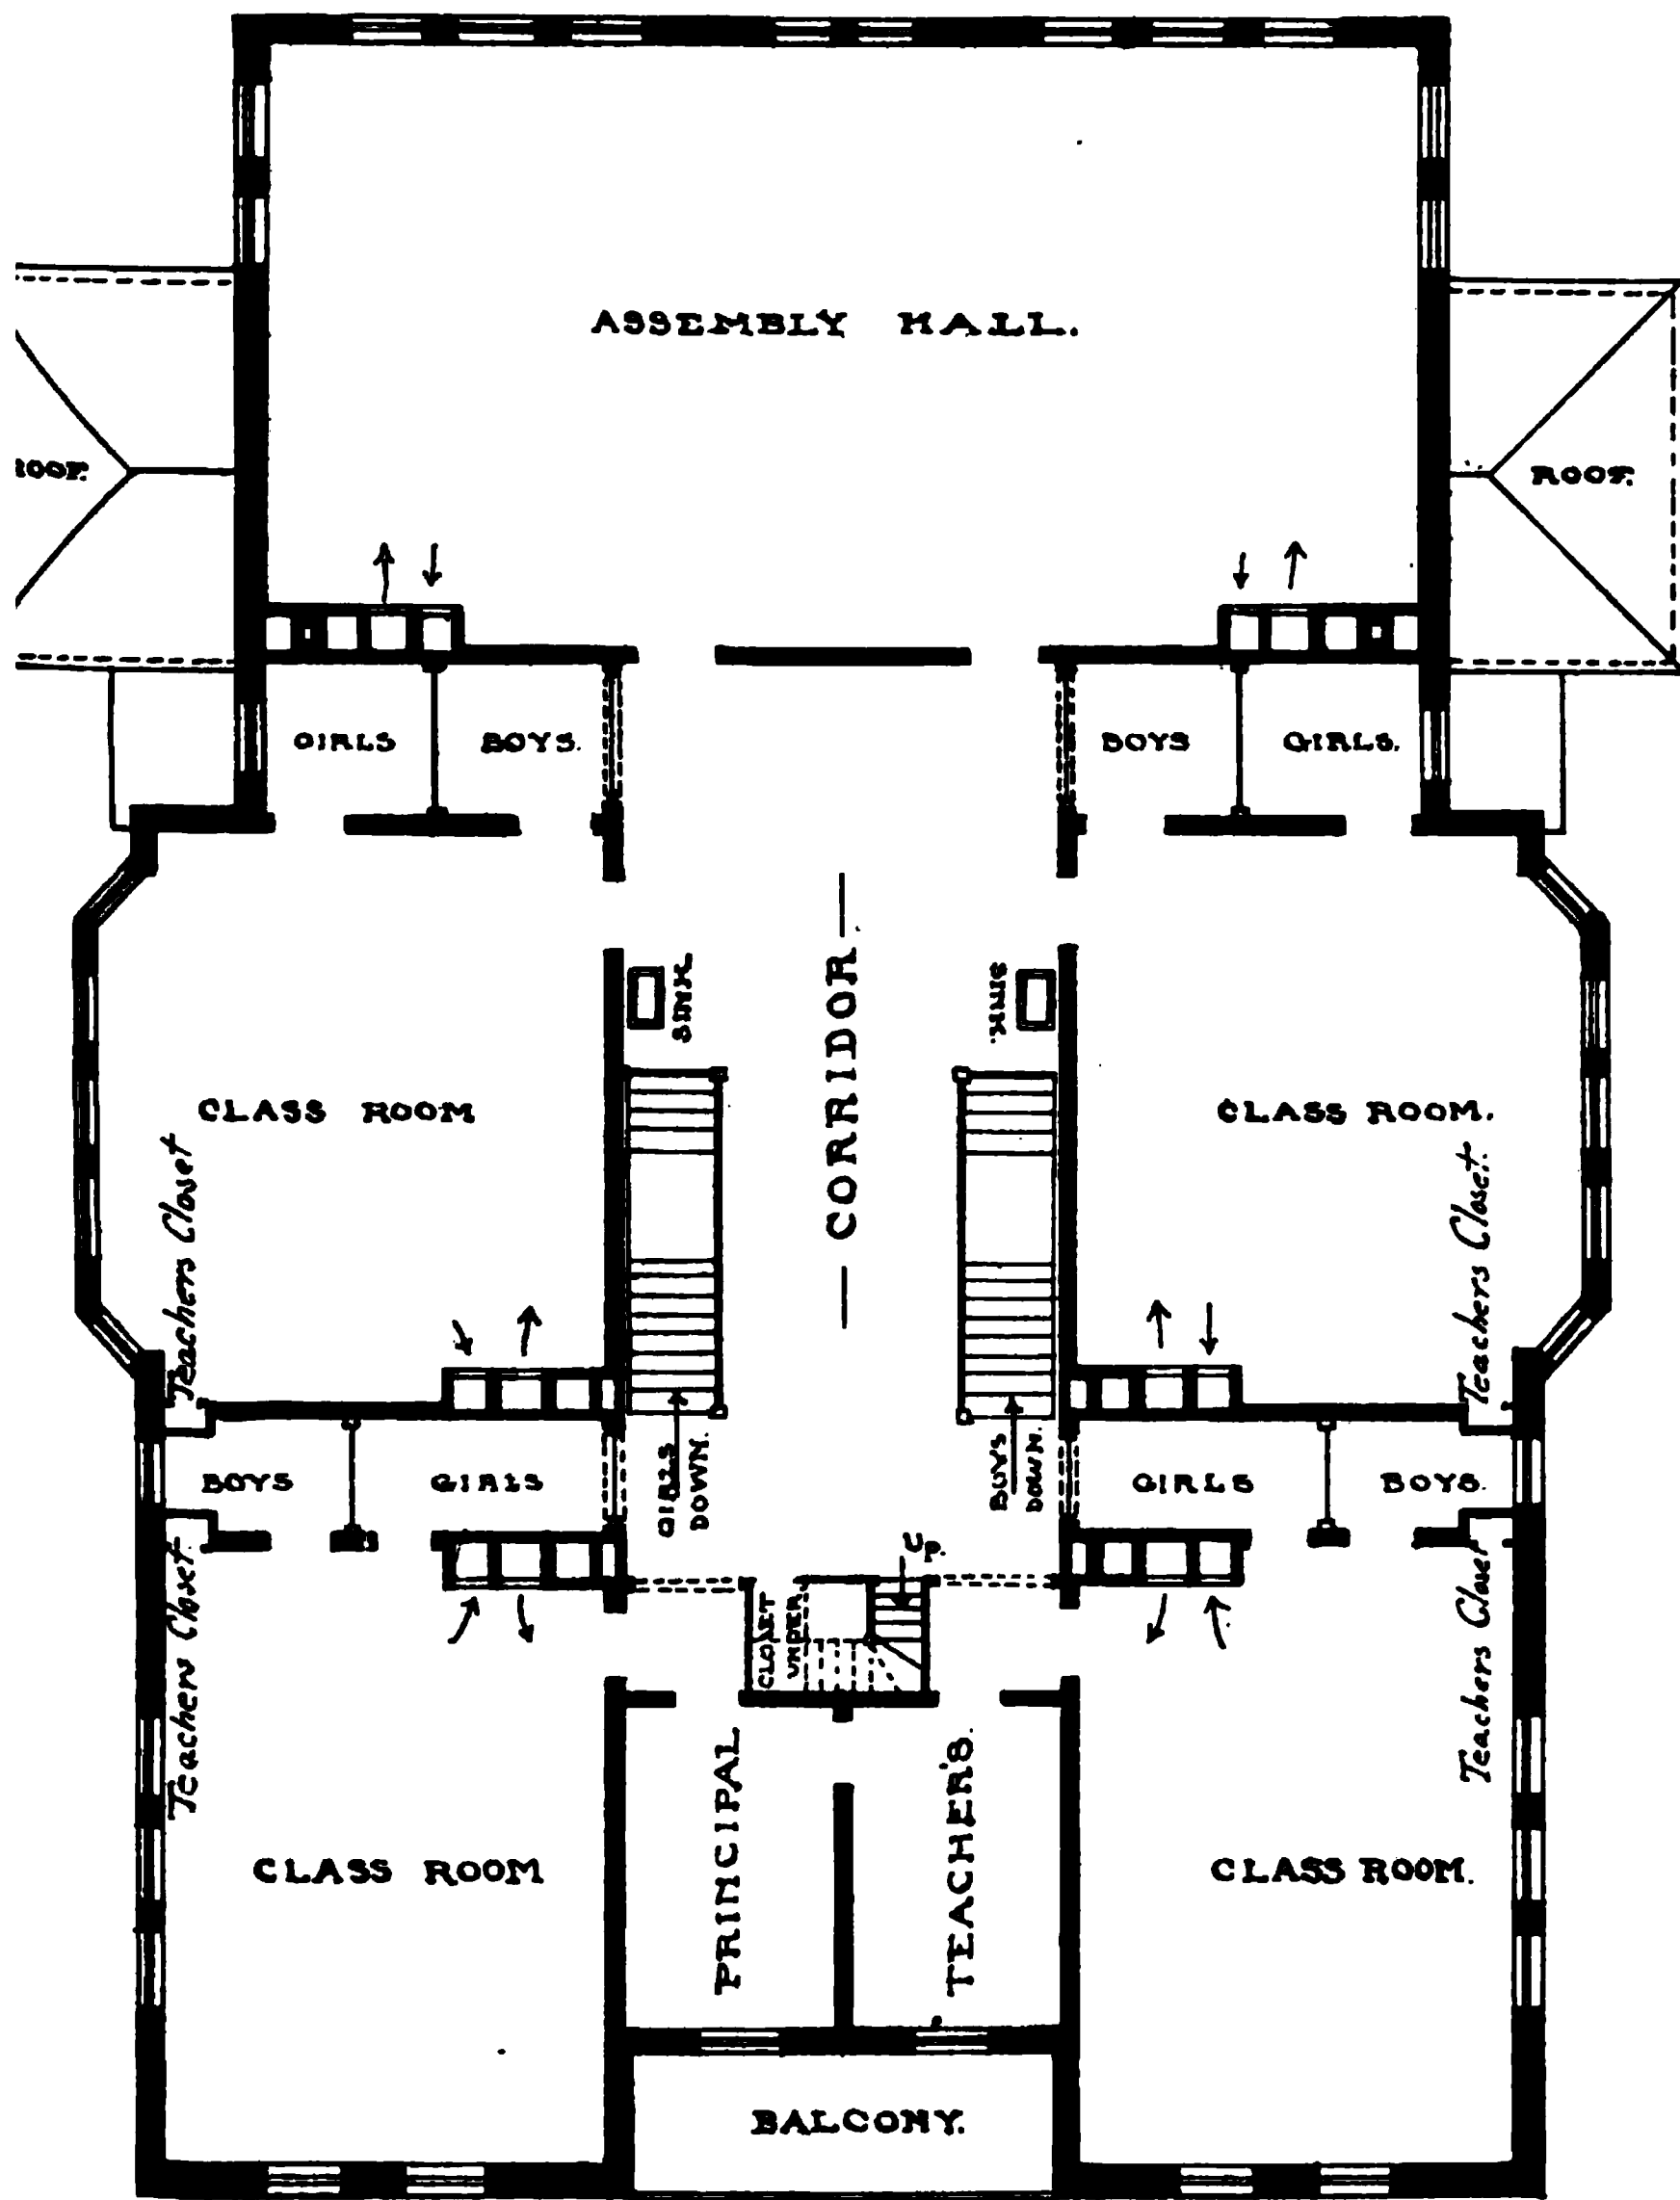 ASSEMBLY HALL.
ROOF.
GIRLS
BOYS.
BOYS
GIRLS.
SINK.
CORRIDOR
SINK.
CLASS ROOM
CLASS ROOM.
Teachers Closet
Teachers Closet.
BOYS
GIRLS
GIRLS
DOWN.
BUYS
DOWN.
GIRLS
BOYS.
Up.
Teachers Closet.
CLOSET
UNDER
Teachers Closet
PRINCIPAL
TEACHER'S.
CLASS ROOM
CLASS ROOM.
BALCONY.